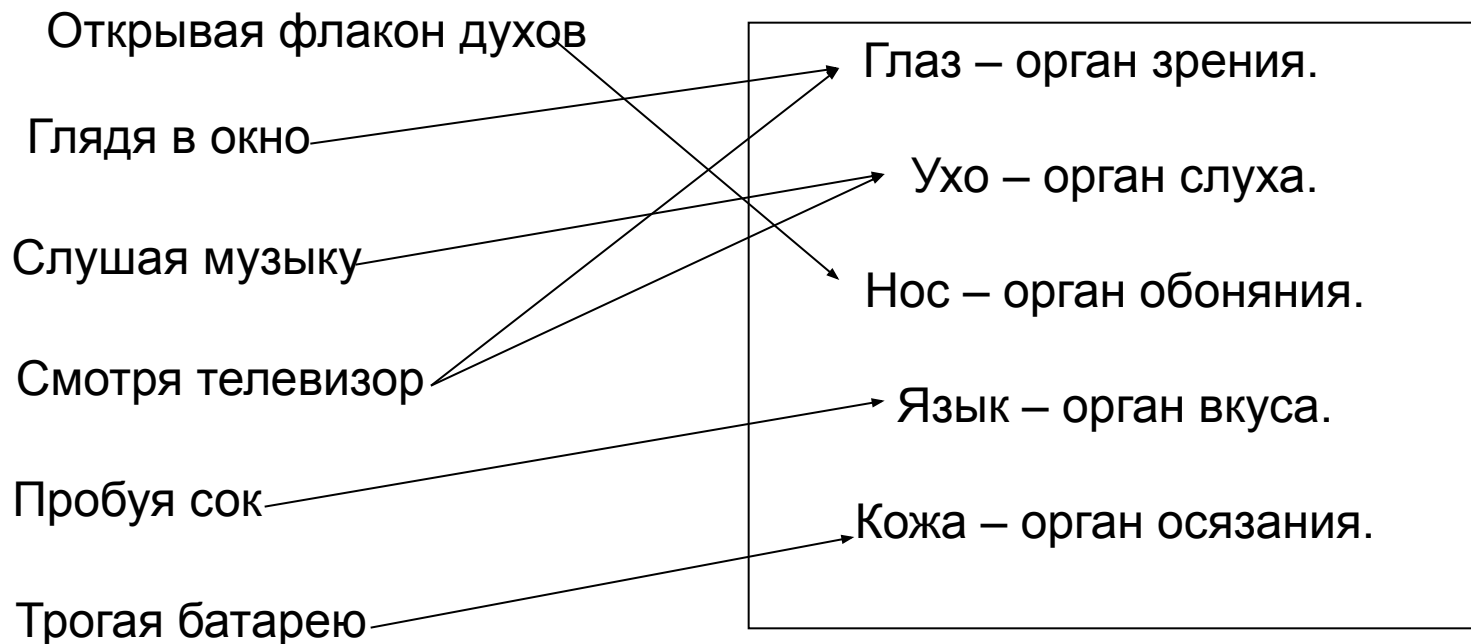 Открывая флакон духов
Глядя в окно
Слушая музыку
Смотря телевизор
Пробуя сок
Трогая батарею
Глаз – орган зрения.
Ухо – орган слуха.
Нос – орган обоняния.
Язык – орган вкуса.
Кожа – орган осязания.